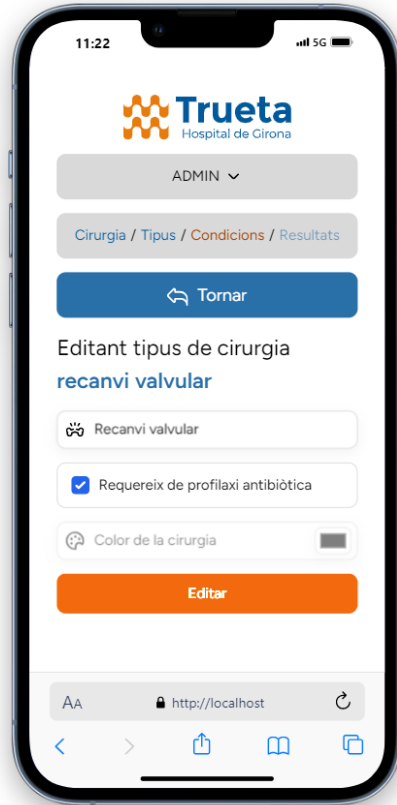 11:22 5G
Trueta
Hospital de Girona
ADMIN
Cirurgia / Tipus / Condicions / Resultats
Tornar
Editant tipus de cirurgia
recanvi valvular
Recanvi valvular
Requereix de profilaxi antibiòtica
Color de la cirurgia
Editar
AA http://localhost